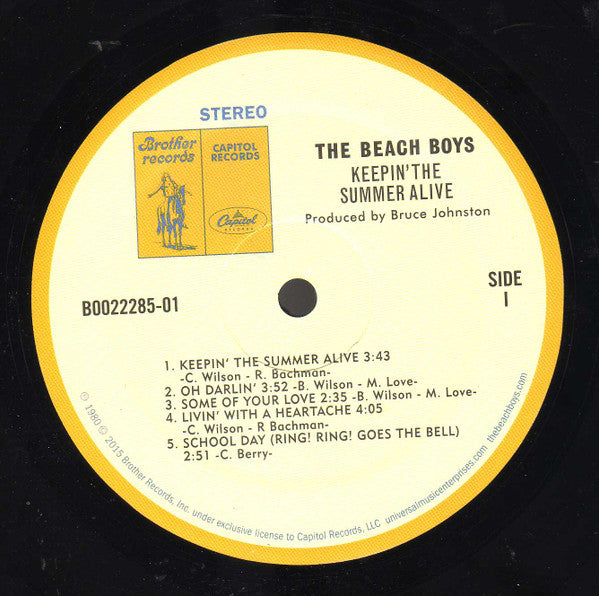 STEREO
Brother
records
CAPITOL
RECORDS
Capitol
RECORDS
THE BEACH BOYS
KEEPIN' THE
SUMMER ALIVE
Produced by Bruce Johnston
B0022285-01
SIDE
I
1. KEEPIN' THE SUMMER ALIVE 3:43
-C. Wilson - R. Bachman-
2. OH DARLIN' 3:52 -B. Wilson - M. Love-
3. SOME OF YOUR LOVE 2:35 -B. Wilson - M. Love-
4. LIVIN' WITH A HEARTACHE 4:05
-C. Wilson - R Bachman-
5. SCHOOL DAY (RING! RING! GOES THE BELL)
2:51 -C. Berry-
℗ 1980 © 2015 Brother Records, Inc. under exclusive license to Capitol Records, LLC universalmusicenterprises.com thebeachboys.com